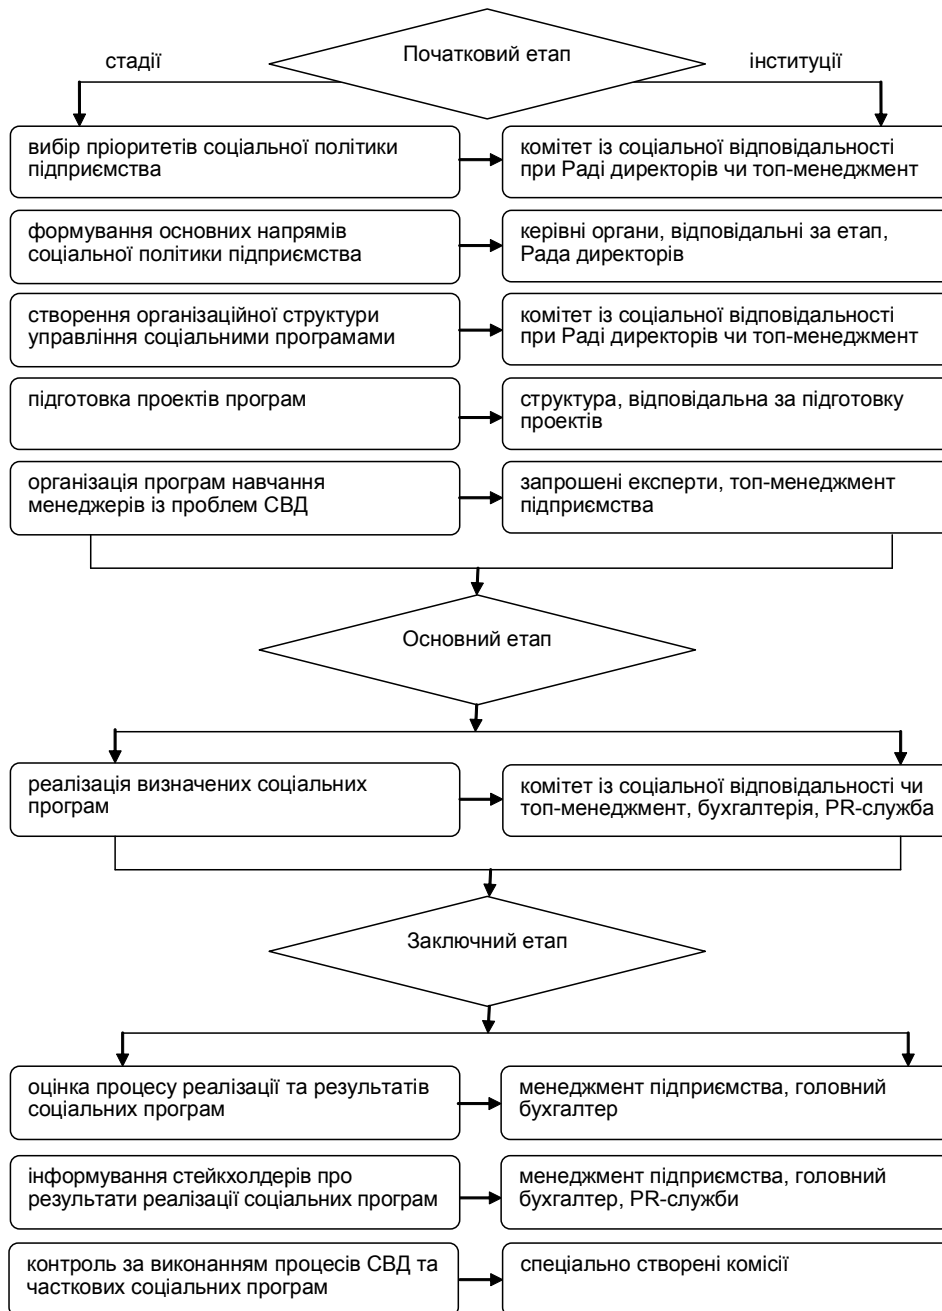 Початковий етап
стадії
інституції
вибір пріоритетів соціальної політики
підприємства
комітет із соціальної відповідальності
при Раді директорів чи топ-менеджмент
формування основних напрямів
соціальної політики підприємства
керівні органи, відповідальні за етап,
Рада директорів
створення організаційної структури
управління соціальними програмами
комітет із соціальної відповідальності
при Раді директорів чи топ-менеджмент
підготовка проектів програм
структура, відповідальна за підготовку
проектів
організація програм навчання
менеджерів із проблем СВД
запрошені експерти, топ-менеджмент
підприємства
Основний етап
реалізація визначених соціальних
програм
комітет із соціальної відповідальності чи
топ-менеджмент, бухгалтерія, PR-служба
Заключний етап
оцінка процесу реалізації та результатів
соціальних програм
менеджмент підприємства, головний
бухгалтер
інформування стейкхолдерів про
результати реалізації соціальних програм
менеджмент підприємства, головний
бухгалтер, PR-служби
контроль за виконанням процесів СВД та
часткових соціальних програм
спеціально створені комісії